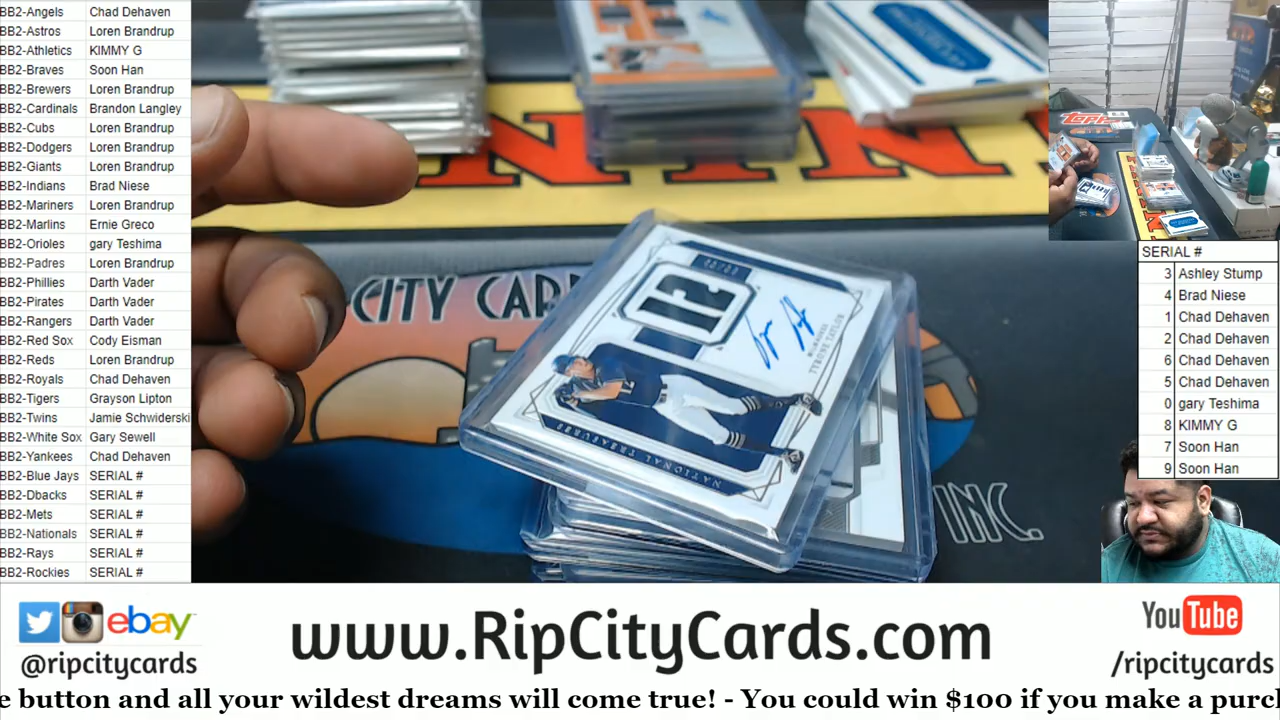 BB2-Angels Chad Dehaven
BB2-Astros Loren Brandrup
BB2-Athletics KIMMY G
BB2-Braves Soon Han
BB2-Brewers Loren Brandrup
BB2-Cardinals Brandon Langley
BB2-Cubs Loren Brandrup
BB2-Dodgers Loren Brandrup
BB2-Giants Loren Brandrup
BB2-Indians Brad Niese
BB2-Mariners Loren Brandrup
BB2-Marlins Ernie Greco
BB2-Orioles gary Teshima
BB2-Padres Loren Brandrup
BB2-Phillies Darth Vader
BB2-Pirates Darth Vader
BB2-Rangers Darth Vader
BB2-Red Sox Cody Eisman
BB2-Reds Loren Brandrup
BB2-Royals Chad Dehaven
BB2-Tigers Grayson Lipton
BB2-Twins Jamie Schwiderski
BB2-White Sox Gary Sewell
BB2-Yankees Chad Dehaven
BB2-Blue Jays SERIAL #
BB2-Dbacks SERIAL #
BB2-Mets SERIAL #
BB2-Nationals SERIAL #
BB2-Rays SERIAL #
BB2-Rockies SERIAL #
PANINI
CITY CAR
INC.
12
TYRONE TAYLOR
NATIONAL TREASURES
Topps
SERIAL #
3 Ashley Stump
4 Brad Niese
1 Chad Dehaven
2 Chad Dehaven
6 Chad Dehaven
5 Chad Dehaven
0 gary Teshima
8 KIMMY G
7 Soon Han
9 Soon Han
ebay
@ripcitycards
www.RipCityCards.com
YouTube
/ripcitycards
e button and all your wildest dreams will come true! - You could win $100 if you make a purch